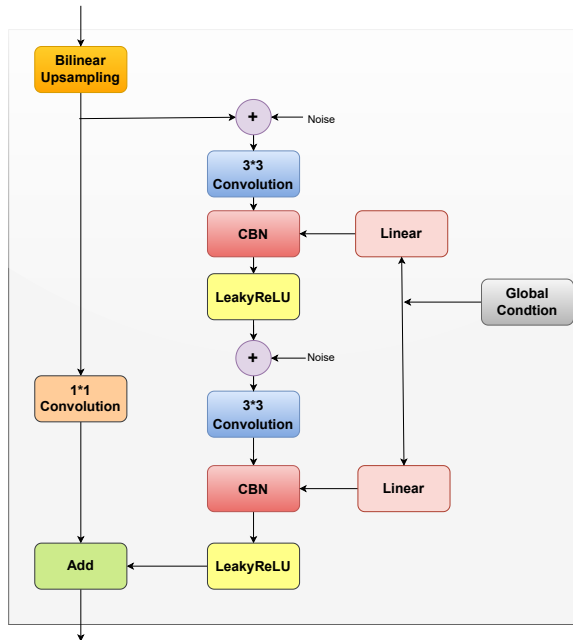 Bilinear
Upsampling
+
Noise
3*3
Convolution
CBN
Linear
LeakyReLU
Global
Condtion
+
Noise
1*1
Convolution
3*3
Convolution
CBN
Linear
Add
LeakyReLU